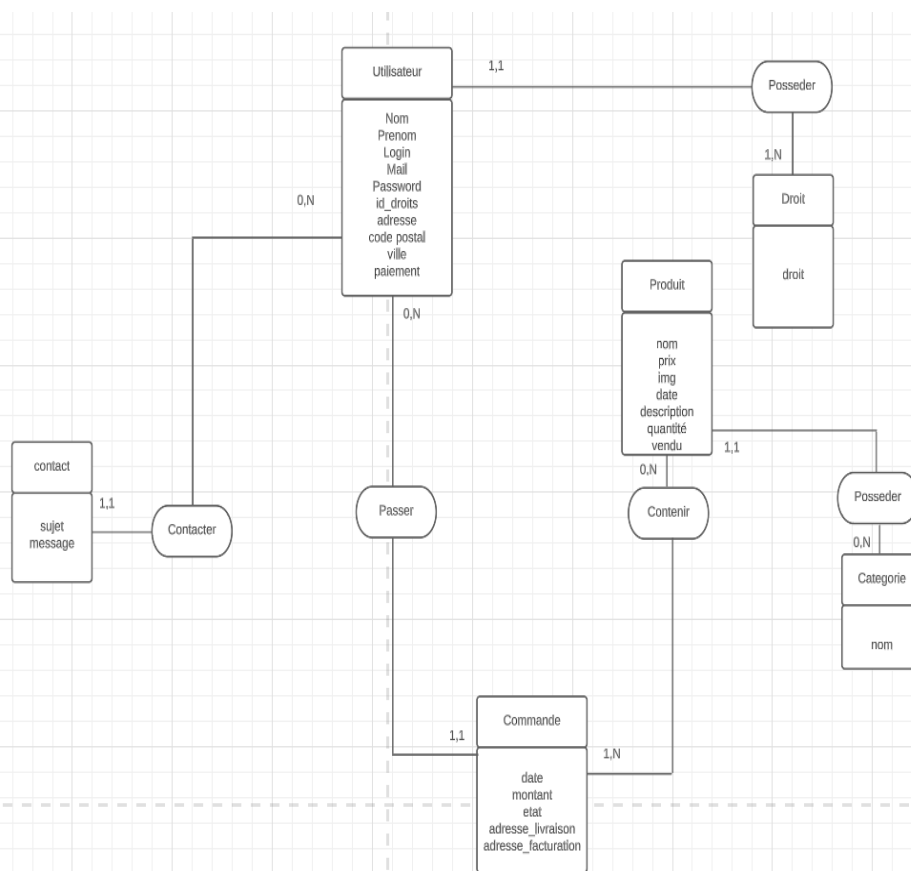 Utilisateur
Nom
Prenom
Login
Mail
Password
id_droits
adresse
code postal
ville
paiement
1,1
Posseder
1,N
Droit
droit
0,N
0,N
Produit
nom
prix
img
date
description
quantité
vendu
1,1
0,N
contact
sujet
message
1,1
Contacter
Passer
Contenir
Posseder
0,N
Categorie
nom
1,1
Commande
1,N
date
montant
etat
adresse_livraison
adresse_facturation